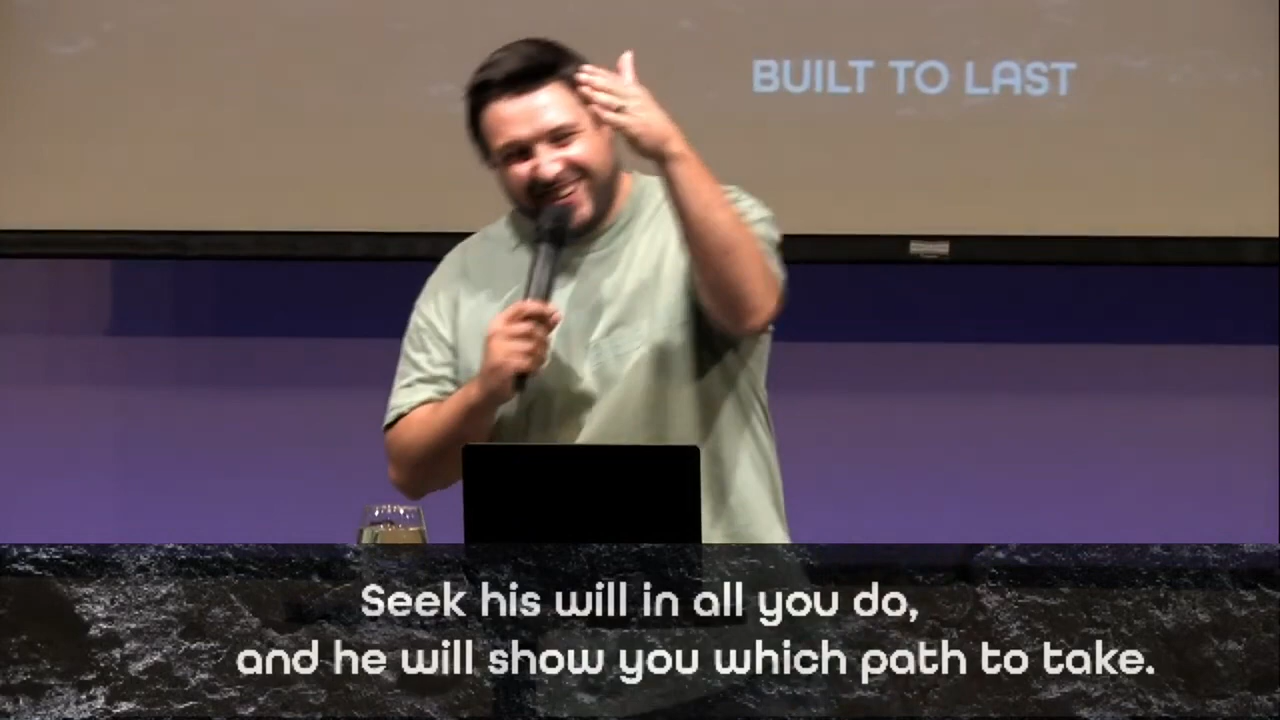 BUILT TO LAST
Seek his will in all you do,
and he will show you which path to take.